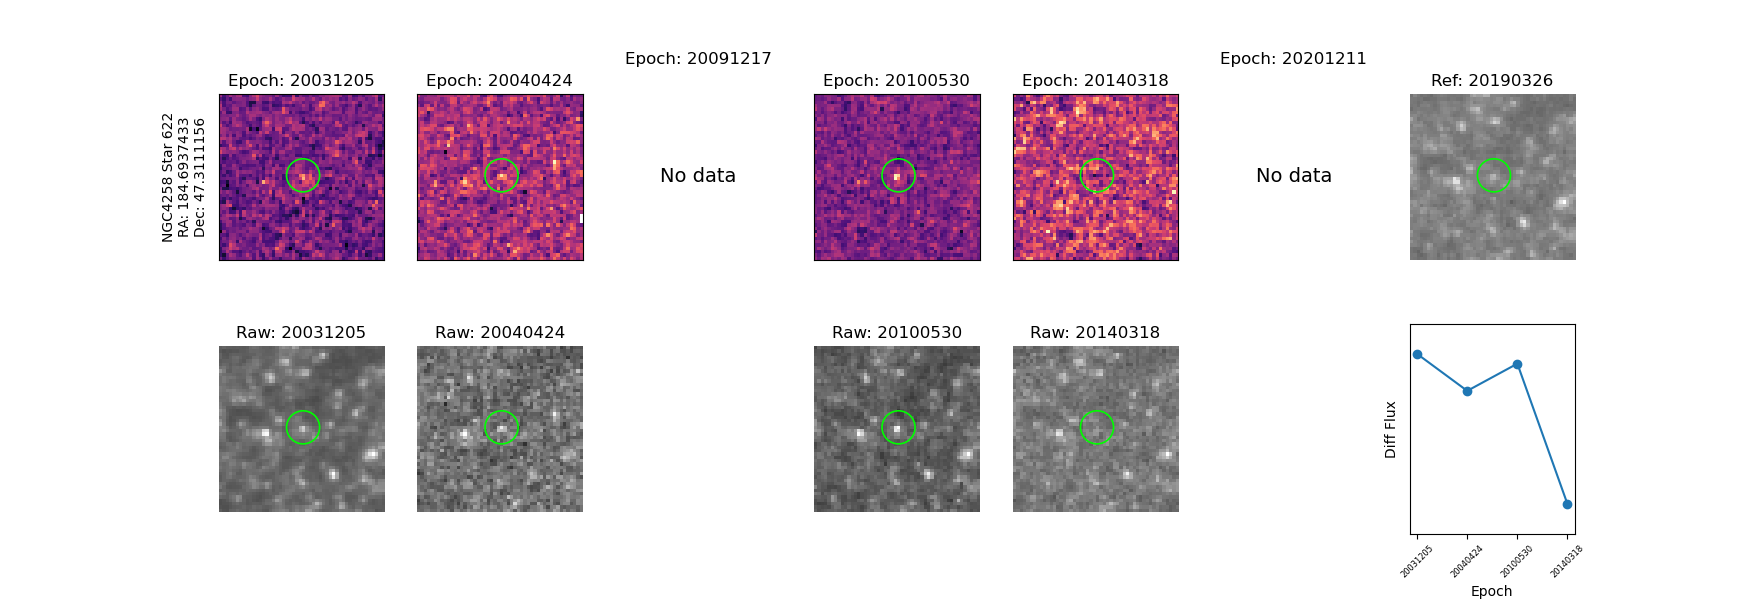 Epoch: 20091217
Epoch: 20201211
Epoch: 20031205
Epoch: 20040424
Epoch: 20100530
Epoch: 20140318
Ref: 20190326
NGC4258 Star 622
RA: 184.6937433
Dec: 47.3111156
No data
No data
Raw: 20031205
Raw: 20040424
Raw: 20100530
Raw: 20140318
Diff Flux
20031205
20040424
20100530
20140318
Epoch